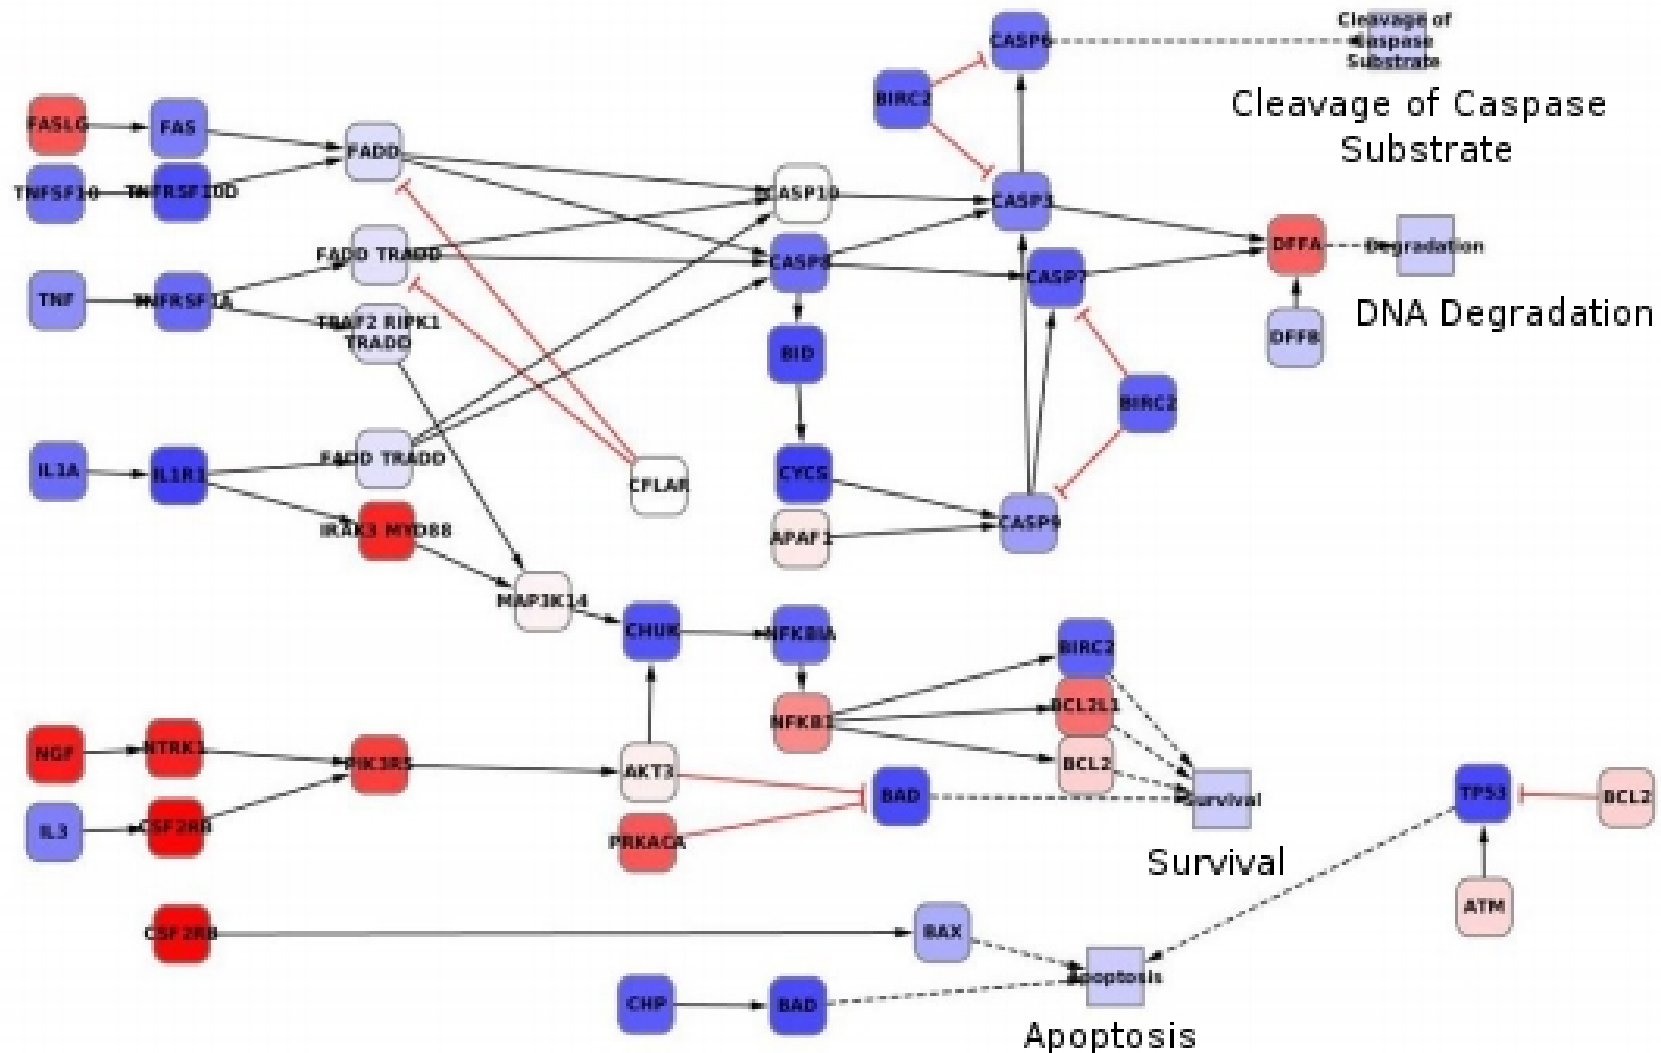 CASP6
Cleavage of
Caspase
Substrate
BIRC2
Cleavage of Caspase
Substrate
FASLG
FAS
FADD
TNFSF10
TNFRSF10D
CASP10
CASP3
FADD TRADD
CASP8
CASP7
DFFA
Degradation
TNF
TNFRSF1A
TRAF2 RIPK1
TRADD
DNA Degradation
DFFB
BID
BIRC2
IL1A
IL1R1
FADD TRADD
CFLAR
CYCS
IRAK3 MYD88
APAF1
CASP9
MAP3K14
CHUK
NFKBIA
BIRC2
BCL2L1
NFKB1
NGF
NTRK1
PIK3R5
AKT3
BCL2
BAD
Survival
TP53
BCL2
IL3
CSF2RB
PRKACA
Survival
ATM
CSF2RB
BAX
Apoptosis
CHP
BAD
Apoptosis